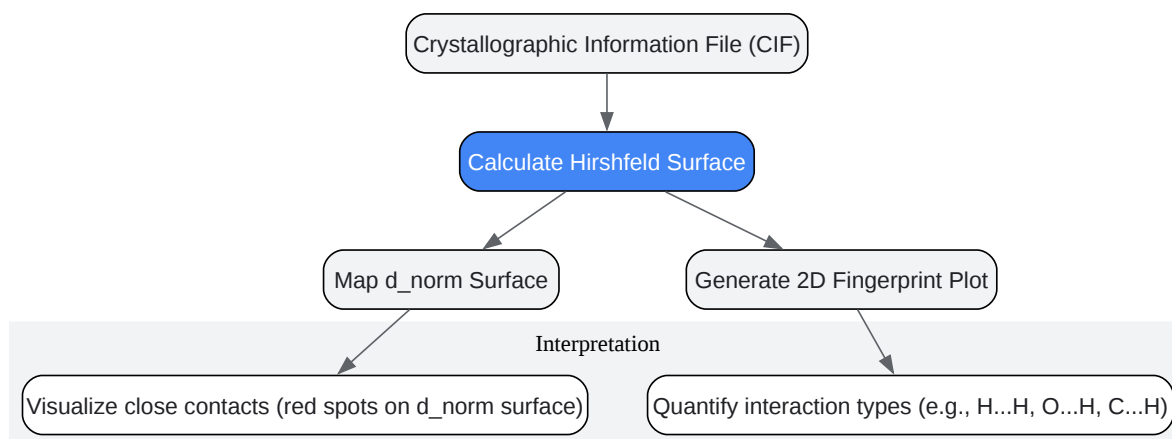 Crystallographic Information File (CIF)
Calculate Hirshfeld Surface
Map d_norm Surface
Generate 2D Fingerprint Plot
Interpretation
Visualize close contacts (red spots on d_norm surface)
Quantify interaction types (e.g., H...H, O...H, C...H)